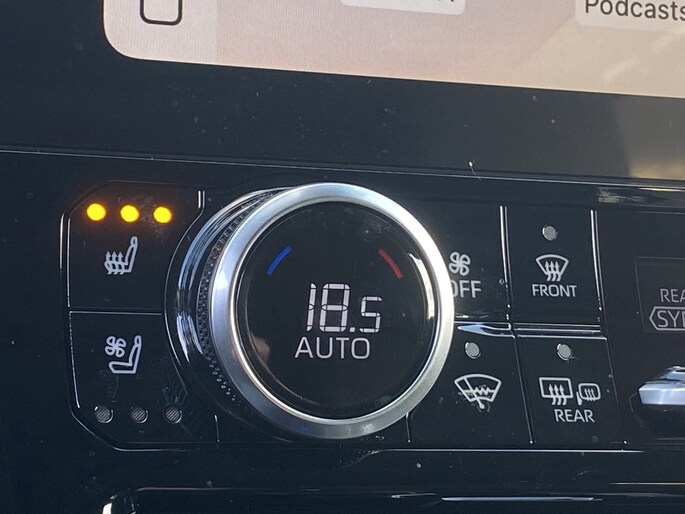 Podcasts
18.5
AUTO
OFF
FRONT
REAR